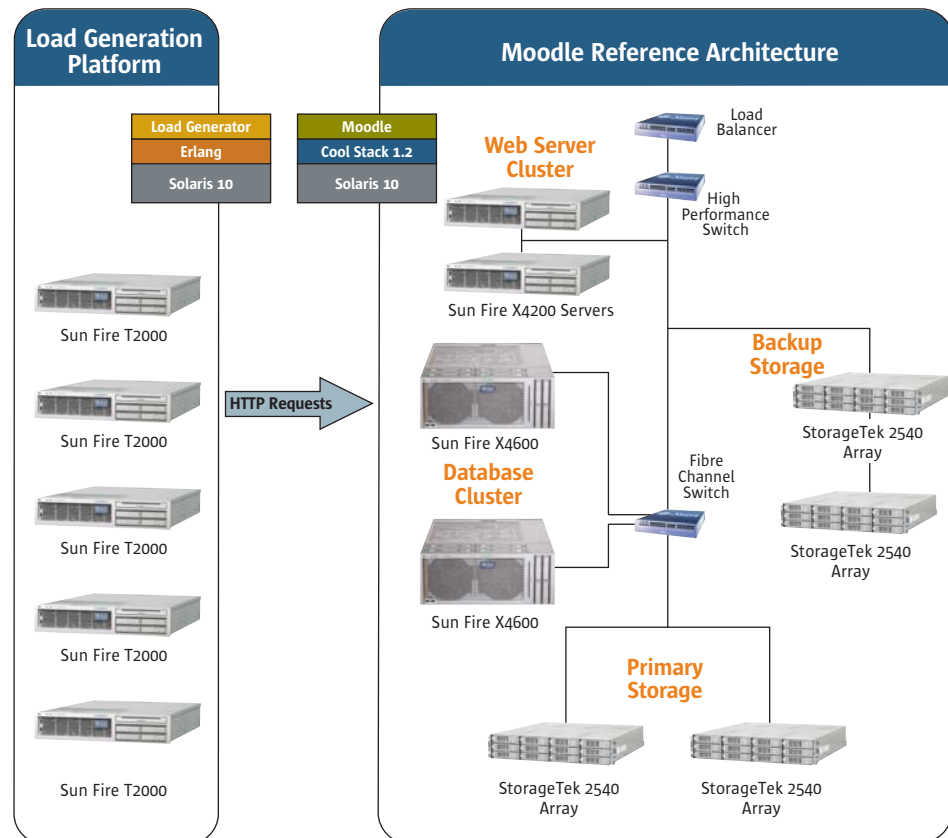 Load Generation
Platform
Moodle Reference Architecture
Load Generator
Erlang
Solaris 10
Moodle
Cool Stack 1.2
Solaris 10
Load
Balancer
Web Server
Cluster
High
Performance
Switch
Sun Fire X4200 Servers
Sun Fire T2000
Sun Fire T2000
Sun Fire T2000
Sun Fire T2000
Sun Fire T2000
HTTP Requests
Sun Fire X4600
Database
Cluster
Sun Fire X4600
Fibre
Channel
Switch
Backup
Storage
StorageTek 2540
Array
StorageTek 2540
Array
Primary
Storage
StorageTek 2540
Array
StorageTek 2540
Array